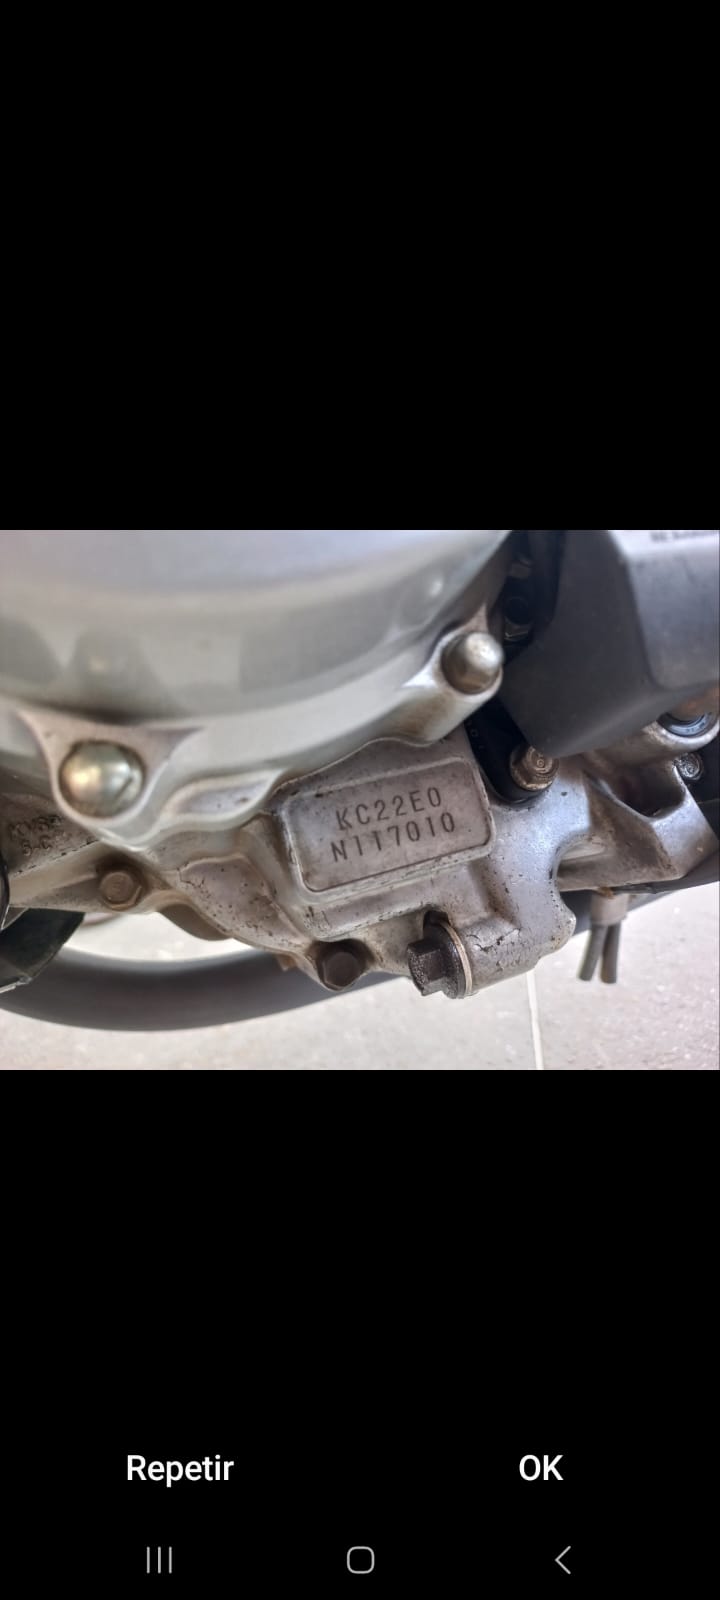 KC22E0
N117010
Repetir
OK